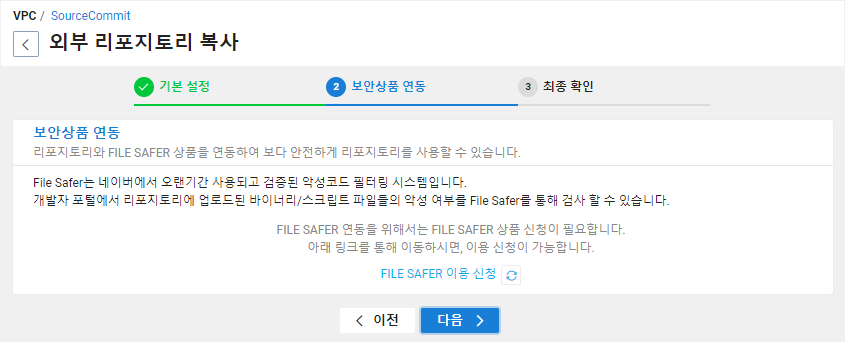 VPC / SourceCommit
외부 리포지토리 복사
기본 설정 2 보안상품 연동 3 최종 확인
보안상품 연동
리포지토리와 FILE SAFER 상품을 연동하여 보다 안전하게 리포지토리를 사용할 수 있습니다.
File Safer는 네이버에서 오랜기간 사용되고 검증된 악성코드 필터링 시스템입니다.
개발자 포털에서 리포지토리에 업로드된 바이너리/스크립트 파일들의 악성 여부를 File Safer를 통해 검사 할 수 있습니다.
FILE SAFER 연동을 위해서는 FILE SAFER 상품 신청이 필요합니다.
아래 링크를 통해 이동하시면, 이용 신청이 가능합니다.
FILE SAFER 이용 신청
이전 다음